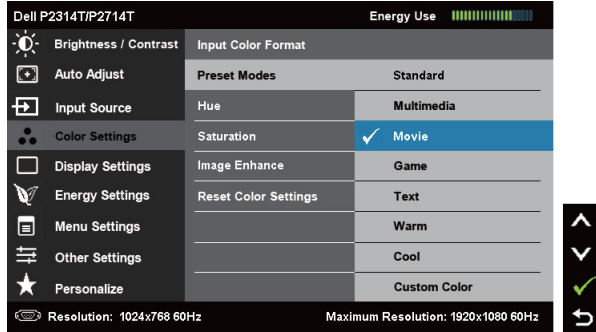 Dell P2314T/P2714T Energy Use
Brightness / Contrast Input Color Format
Auto Adjust Preset Modes Standard
Input Source Hue Multimedia
Color Settings Saturation Movie
Display Settings Image Enhance Game
Energy Settings Reset Color Settings Text
Menu Settings Warm
Other Settings Cool
Personalize Custom Color
Resolution: 1024x768 60Hz Maximum Resolution: 1920x1080 60Hz